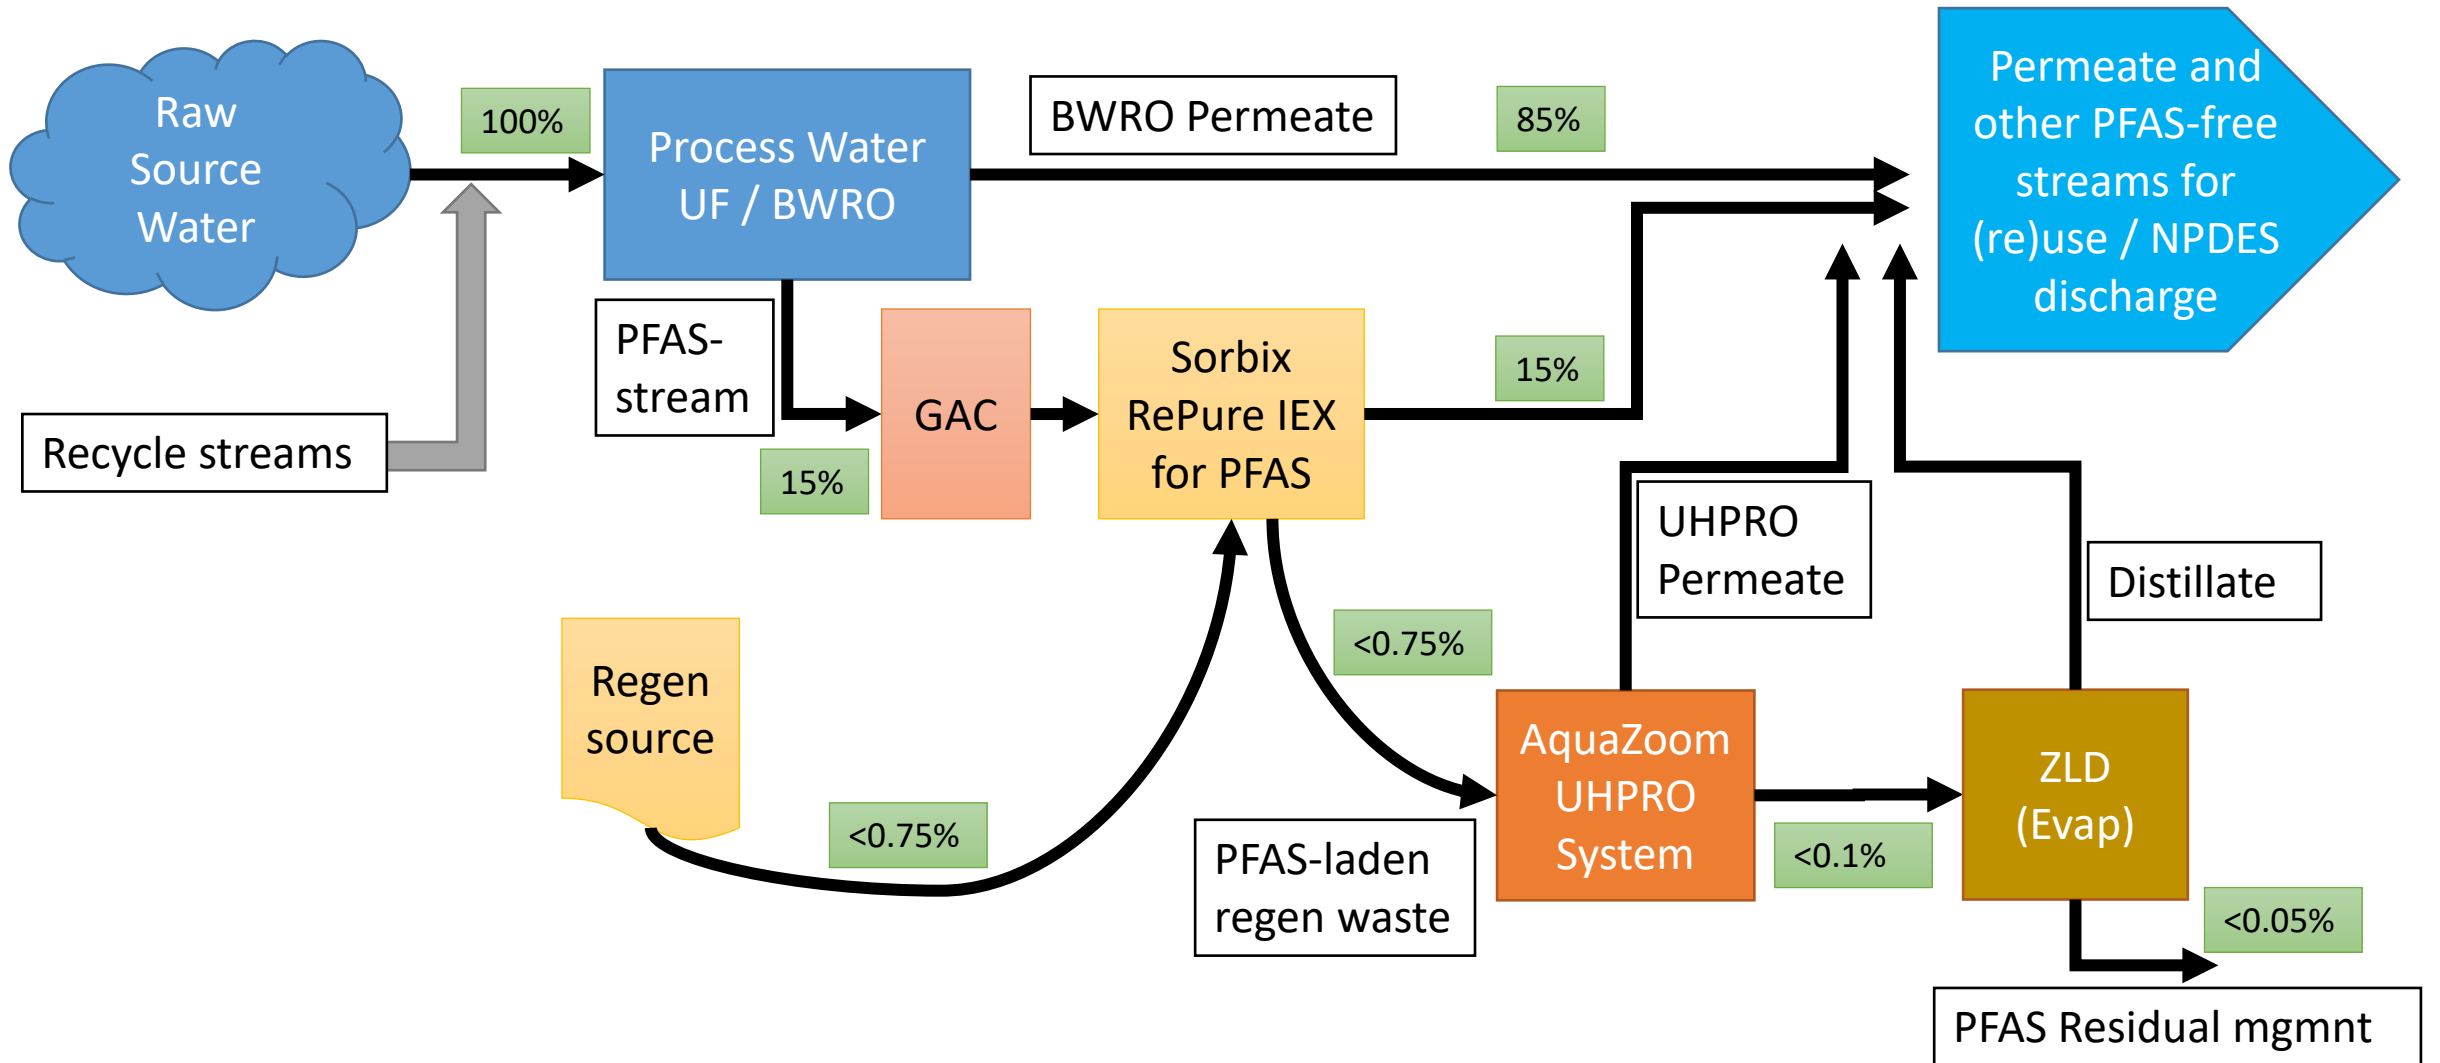 Raw
Source
Water
100%
Process Water
UF / BWRO
BWRO Permeate
85%
Permeate and
other PFAS-free
streams for
(re)use / NPDES
discharge
Recycle streams
PFAS-
stream
15%
GAC
Sorbix
RePure IEX
for PFAS
15%
UHPRO
Permeate
Distillate
Regen
source
<0.75%
<0.75%
PFAS-laden
regen waste
AquaZoom
UHPRO
System
<0.1%
ZLD
(Evap)
<0.05%
PFAS Residual mgmnt